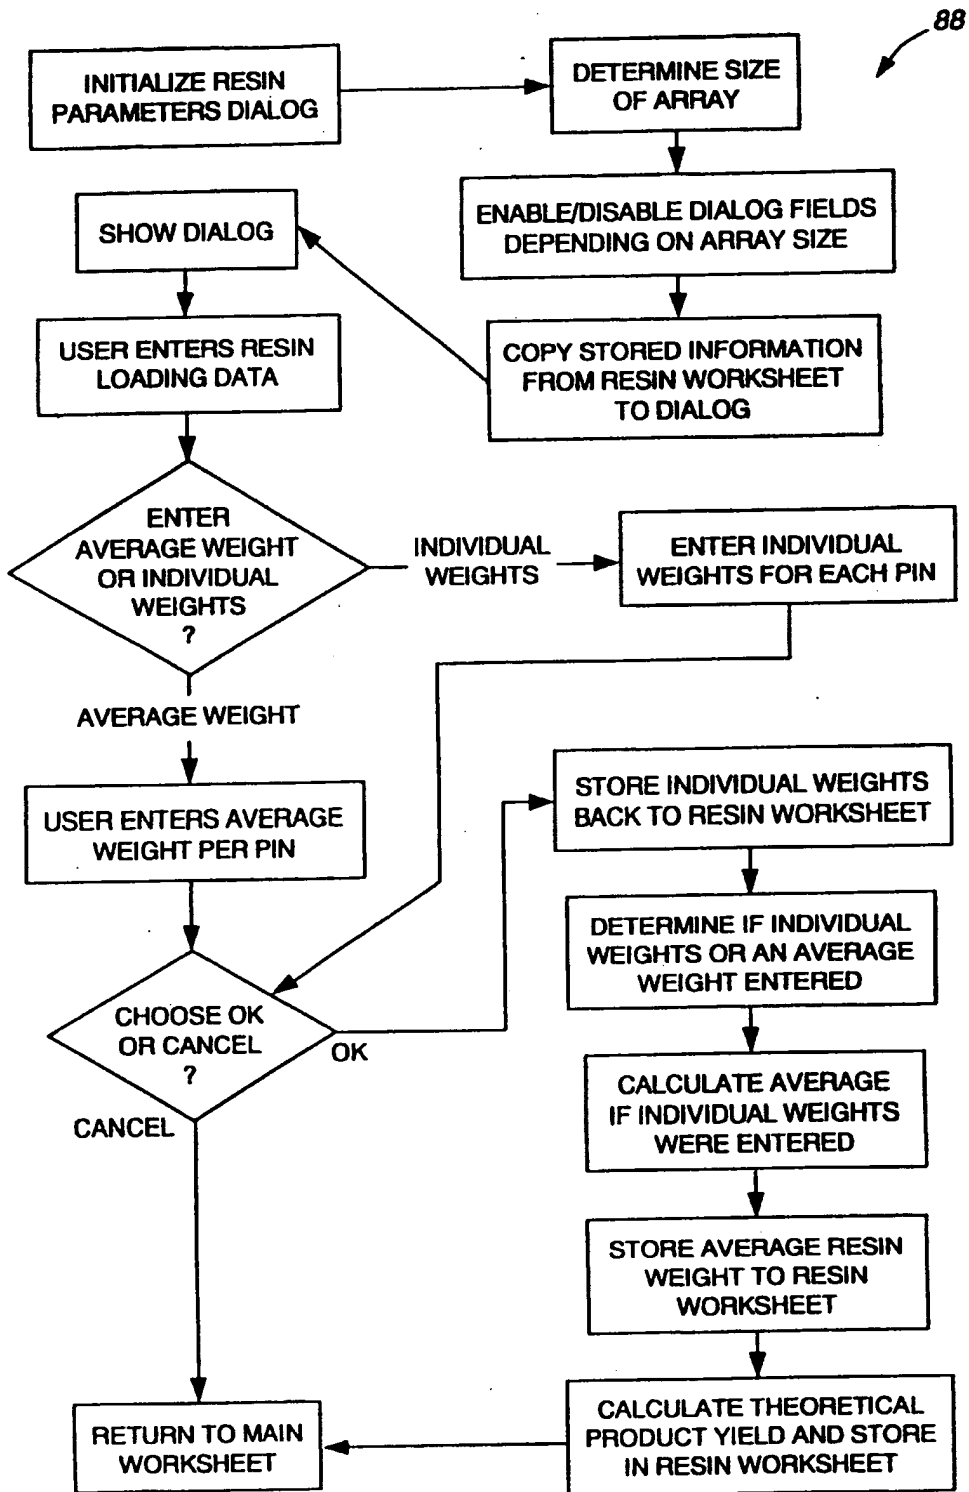 88
INITIALIZE RESIN
PARAMETERS DIALOG
DETERMINE SIZE
OF ARRAY
ENABLE/DISABLE DIALOG FIELDS
DEPENDING ON ARRAY SIZE
COPY STORED INFORMATION
FROM RESIN WORKSHEET
TO DIALOG
SHOW DIALOG
USER ENTERS RESIN
LOADING DATA
ENTER
AVERAGE WEIGHT
OR INDIVIDUAL
WEIGHTS
?
INDIVIDUAL
WEIGHTS
ENTER INDIVIDUAL
WEIGHTS FOR EACH PIN
AVERAGE WEIGHT
USER ENTERS AVERAGE
WEIGHT PER PIN
CHOOSE OK
OR CANCEL
?
OK
CANCEL
STORE INDIVIDUAL WEIGHTS
BACK TO RESIN WORKSHEET
DETERMINE IF INDIVIDUAL
WEIGHTS OR AN AVERAGE
WEIGHT ENTERED
CALCULATE AVERAGE
IF INDIVIDUAL WEIGHTS
WERE ENTERED
STORE AVERAGE RESIN
WEIGHT TO RESIN
WORKSHEET
CALCULATE THEORETICAL
PRODUCT YIELD AND STORE
IN RESIN WORKSHEET
RETURN TO MAIN
WORKSHEET